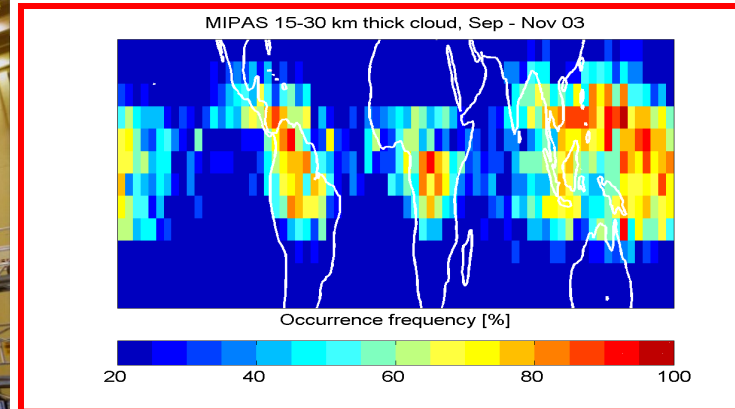 MIPAS 15-30 km thick cloud, Sep - Nov 03
Occurrence frequency [%]
20 40 60 80 100